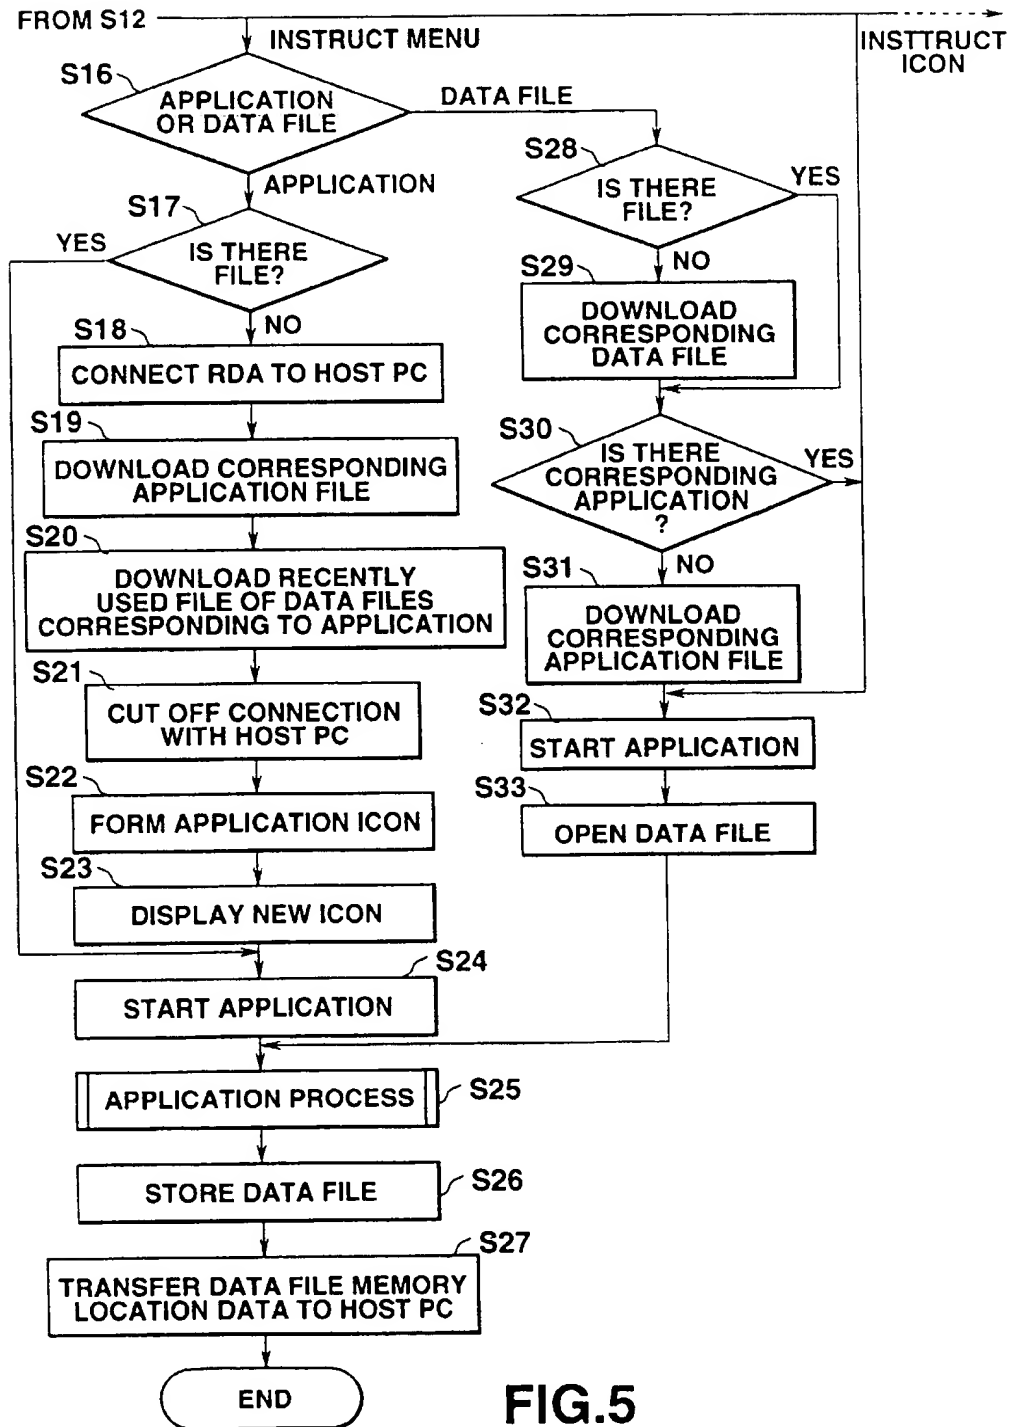 FROM S12
INSTRUCT MENU
INSTTRUCT
ICON
S16
APPLICATION
OR DATA FILE
DATA FILE
APPLICATION
S17
YES
IS THERE
FILE?
NO
S18
CONNECT RDA TO HOST PC
S19
DOWNLOAD CORRESPONDING
APPLICATION FILE
S20
DOWNLOAD RECENTLY
USED FILE OF DATA FILES
CORRESPONDING TO APPLICATION
S21
CUT OFF CONNECTION
WITH HOST PC
S22
FORM APPLICATION ICON
S23
DISPLAY NEW ICON
S24
START APPLICATION
S28
IS THERE
FILE?
YES
NO
S29
DOWNLOAD
CORRESPONDING
DATA FILE
S30
IS THERE
CORRESPONDING
APPLICATION
?
YES
NO
S31
DOWNLOAD
CORRESPONDING
APPLICATION FILE
S32
START APPLICATION
S33
OPEN DATA FILE
APPLICATION PROCESS
S25
STORE DATA FILE
S26
S27
TRANSFER DATA FILE MEMORY
LOCATION DATA TO HOST PC
END
FIG.5